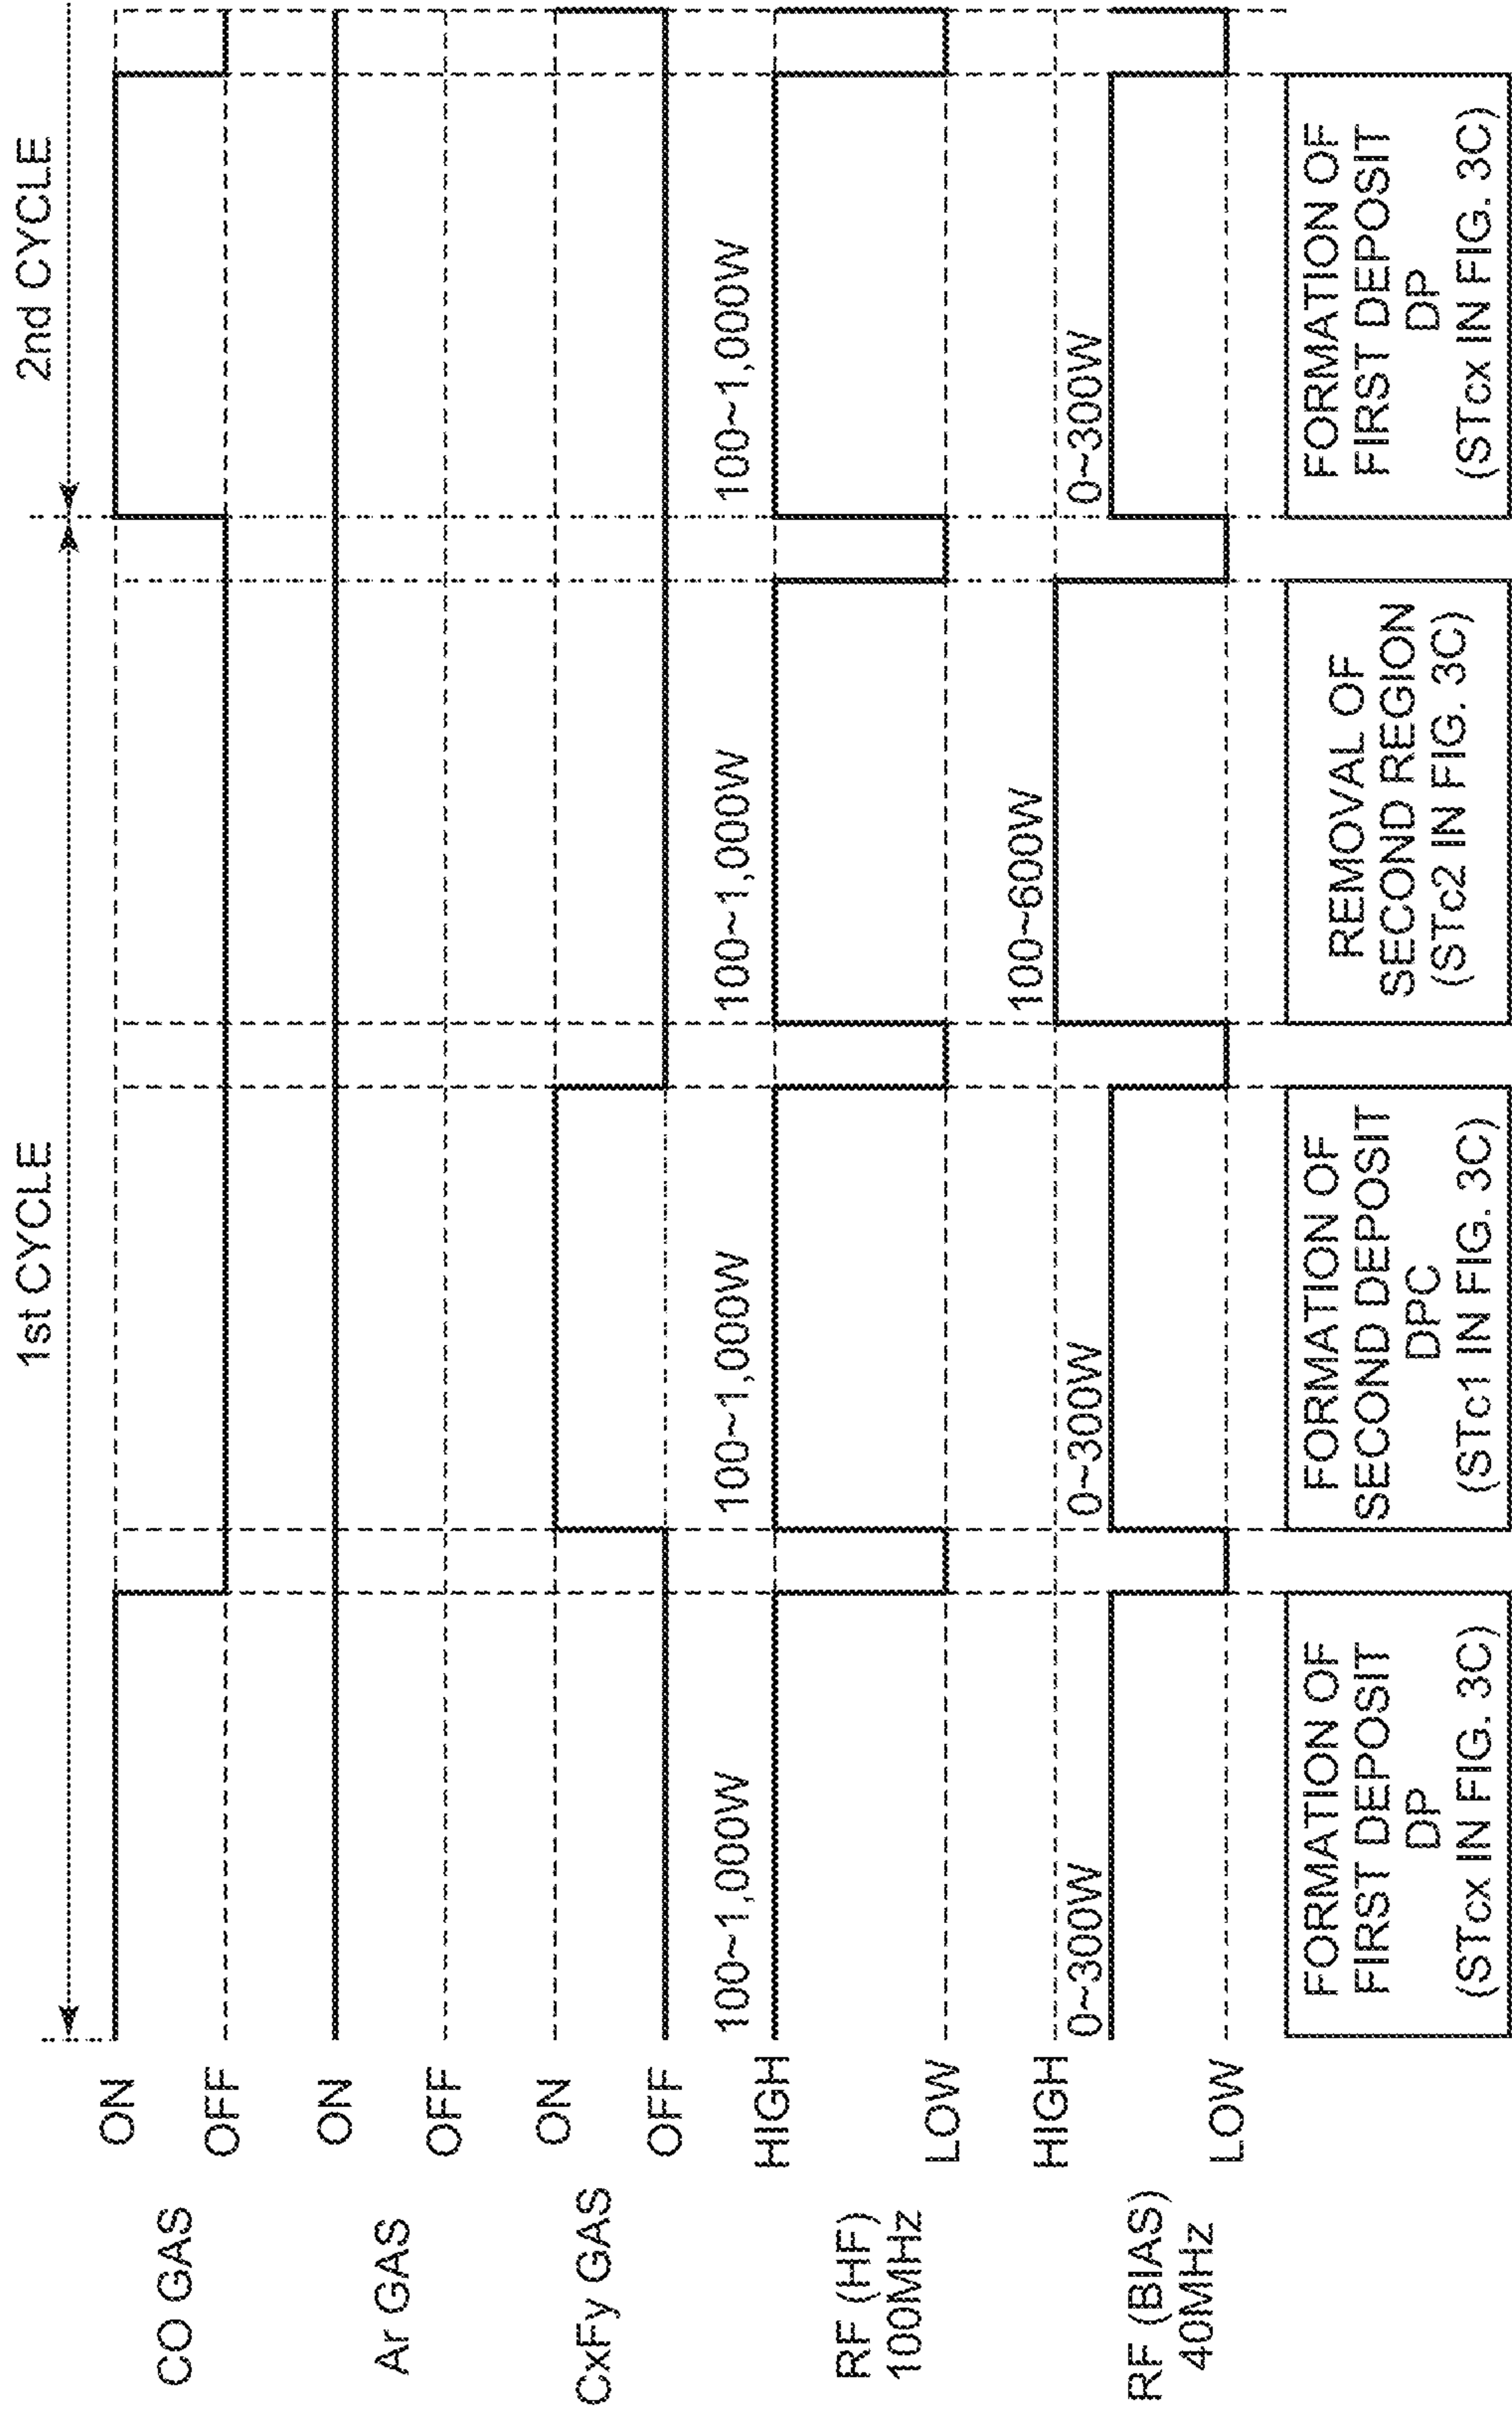 1st CYCLE
2nd CYCLE
CO GAS
ON
OFF
Ar GAS
ON
OFF
CxFy GAS
ON
OFF
RF (HF)
100MHz
HIGH
LOW
100~1,000W
100~1,000W
100~1,000W
100~1,000W
RF (BIAS)
40MHz
HIGH
LOW
0~300W
0~300W
100~600W
0~300W
FORMATION OF
FIRST DEPOSIT
DP
(STcx IN FIG. 3C)
FORMATION OF
SECOND DEPOSIT
DPC
(STc1 IN FIG. 3C)
REMOVAL OF
SECOND REGION
(STc2 IN FIG. 3C)
FORMATION OF
FIRST DEPOSIT
DP
(STcx IN FIG. 3C)